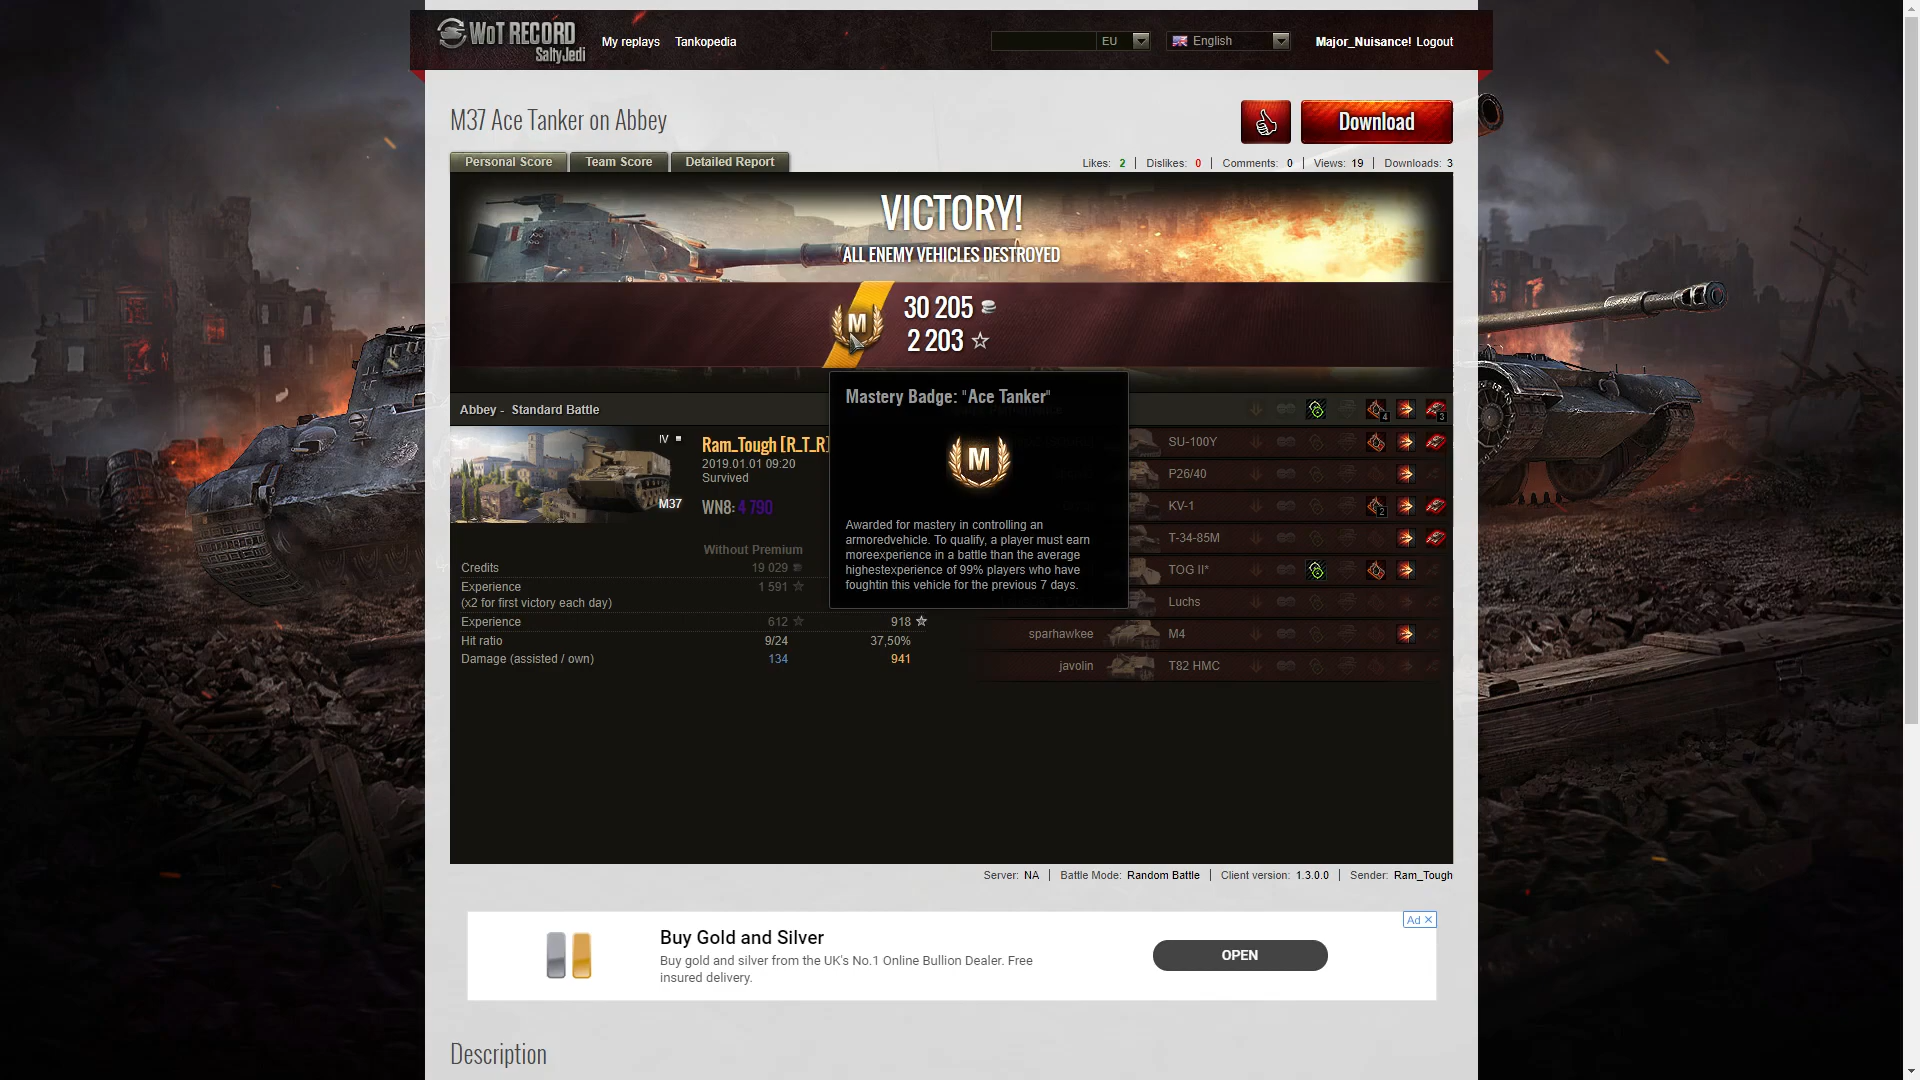 WoT RECORD
SaltyJedi
My replays
Tankopedia
EU
English
Major_Nuisance! Logout
M37 Ace Tanker on Abbey
Download
Personal Score
Team Score
Detailed Report
Likes: 2 | Dislikes: 0 | Comments: 0 | Views: 19 | Downloads: 3
VICTORY!
ALL ENEMY VEHICLES DESTROYED
M
30 205
2 203
Abbey - Standard Battle
4
3
IV
M37
Ram_Tough [R_T_R]
2019.01.01 09:20
Survived
WN8: 4 790
Without Premium
Credits 19 029
Experience 1 591
(x2 for first victory each day)
Experience 612 918
Hit ratio 9/24 37,50%
Damage (assisted / own) 134 941
Mastery Badge: "Ace Tanker"
M
Awarded for mastery in controlling an
armoredvehicle. To qualify, a player must earn
moreexperience in a battle than the average
highestexperience of 99% players who have
foughtin this vehicle for the previous 7 days.
SU-100Y
P26/40
KV-1 2
T-34-85M
TOG II*
Luchs
sparhawkee M4
javolin T82 HMC
Server: NA | Battle Mode: Random Battle | Client version: 1.3.0.0 | Sender: Ram_Tough
Ad
Buy Gold and Silver
Buy gold and silver from the UK's No.1 Online Bullion Dealer. Free
insured delivery.
OPEN
Description